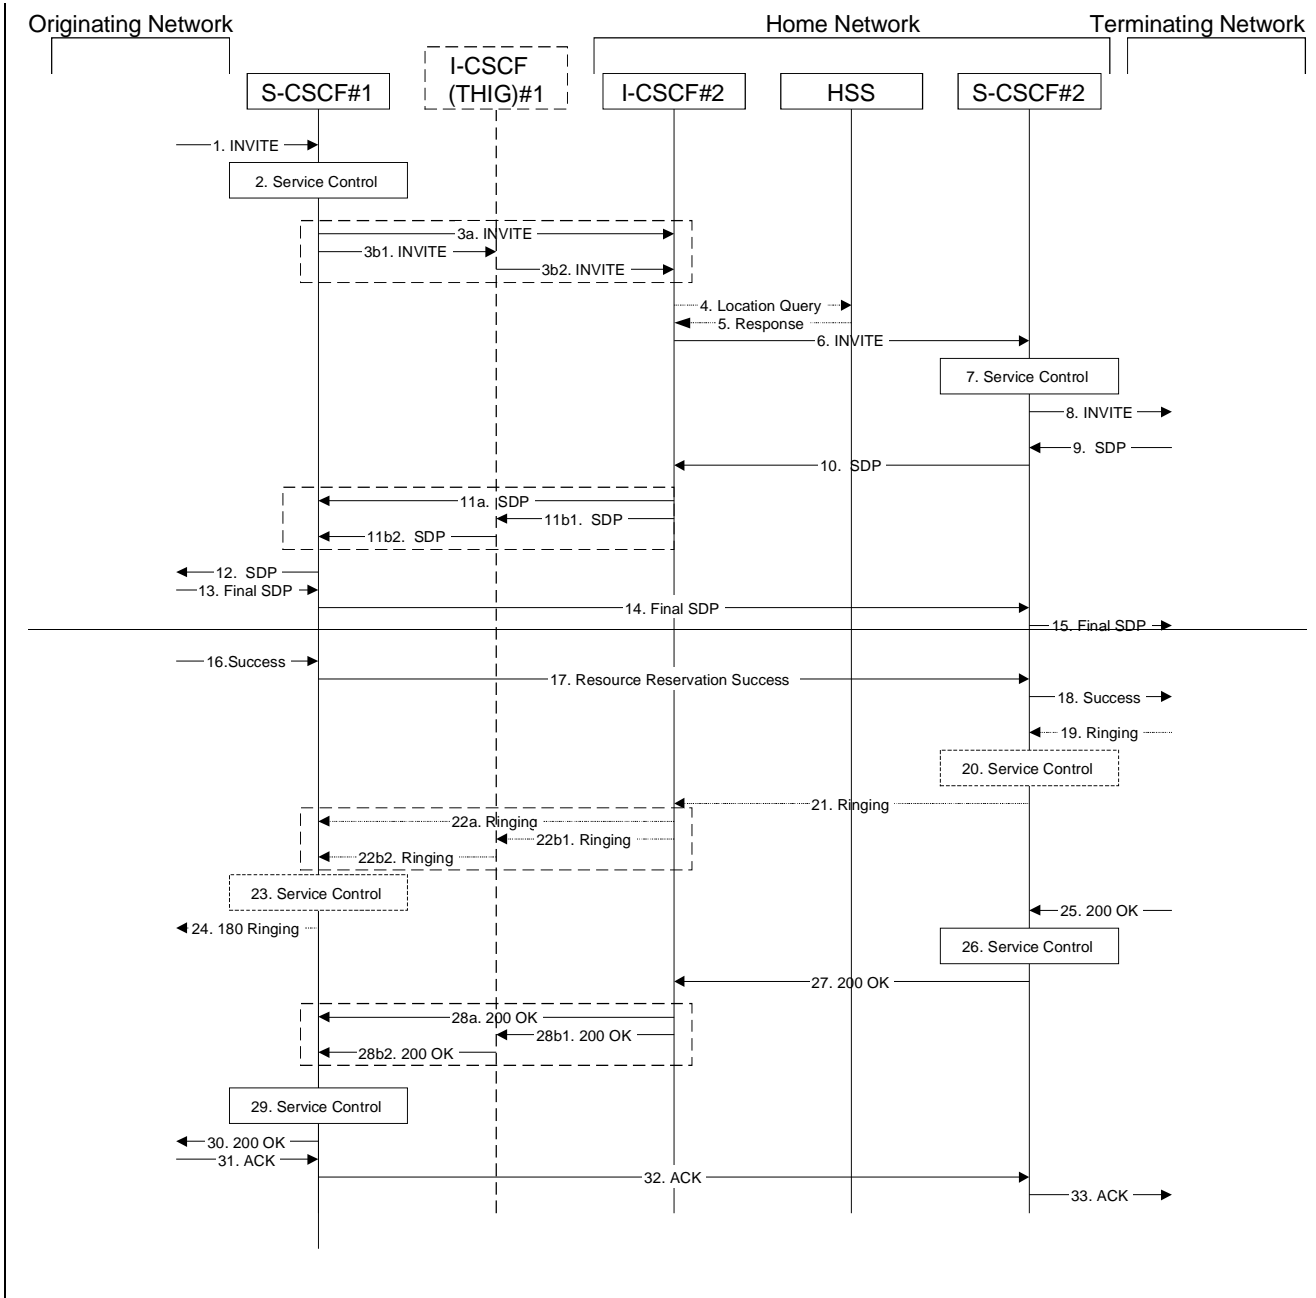 Originating Network
Home Network
Terminating Network
S-CSCF#1
I-CSCF
(THIG)#1
I-CSCF#2
HSS
S-CSCF#2
1. INVITE
2. Service Control
3a. INVITE
3b1. INVITE
3b2. INVITE
4. Location Query
5. Response
6. INVITE
7. Service Control
8. INVITE
9. SDP
10. SDP
11a. SDP
11b1. SDP
11b2. SDP
12. SDP
13. Final SDP
14. Final SDP
15. Final SDP
16.Success
17. Resource Reservation Success
18. Success
19. Ringing
20. Service Control
21. Ringing
22a. Ringing
22b1. Ringing
22b2. Ringing
23. Service Control
25. 200 OK
24. 180 Ringing
26. Service Control
27. 200 OK
28a. 200 OK
28b1. 200 OK
28b2. 200 OK
29. Service Control
30. 200 OK
31. ACK
32. ACK
33. ACK